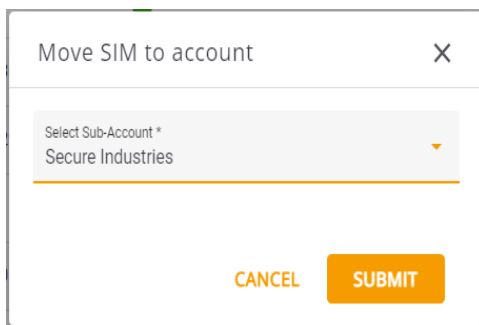 Move SIM to account
Select Sub-Account *
Secure Industries
CANCEL SUBMIT